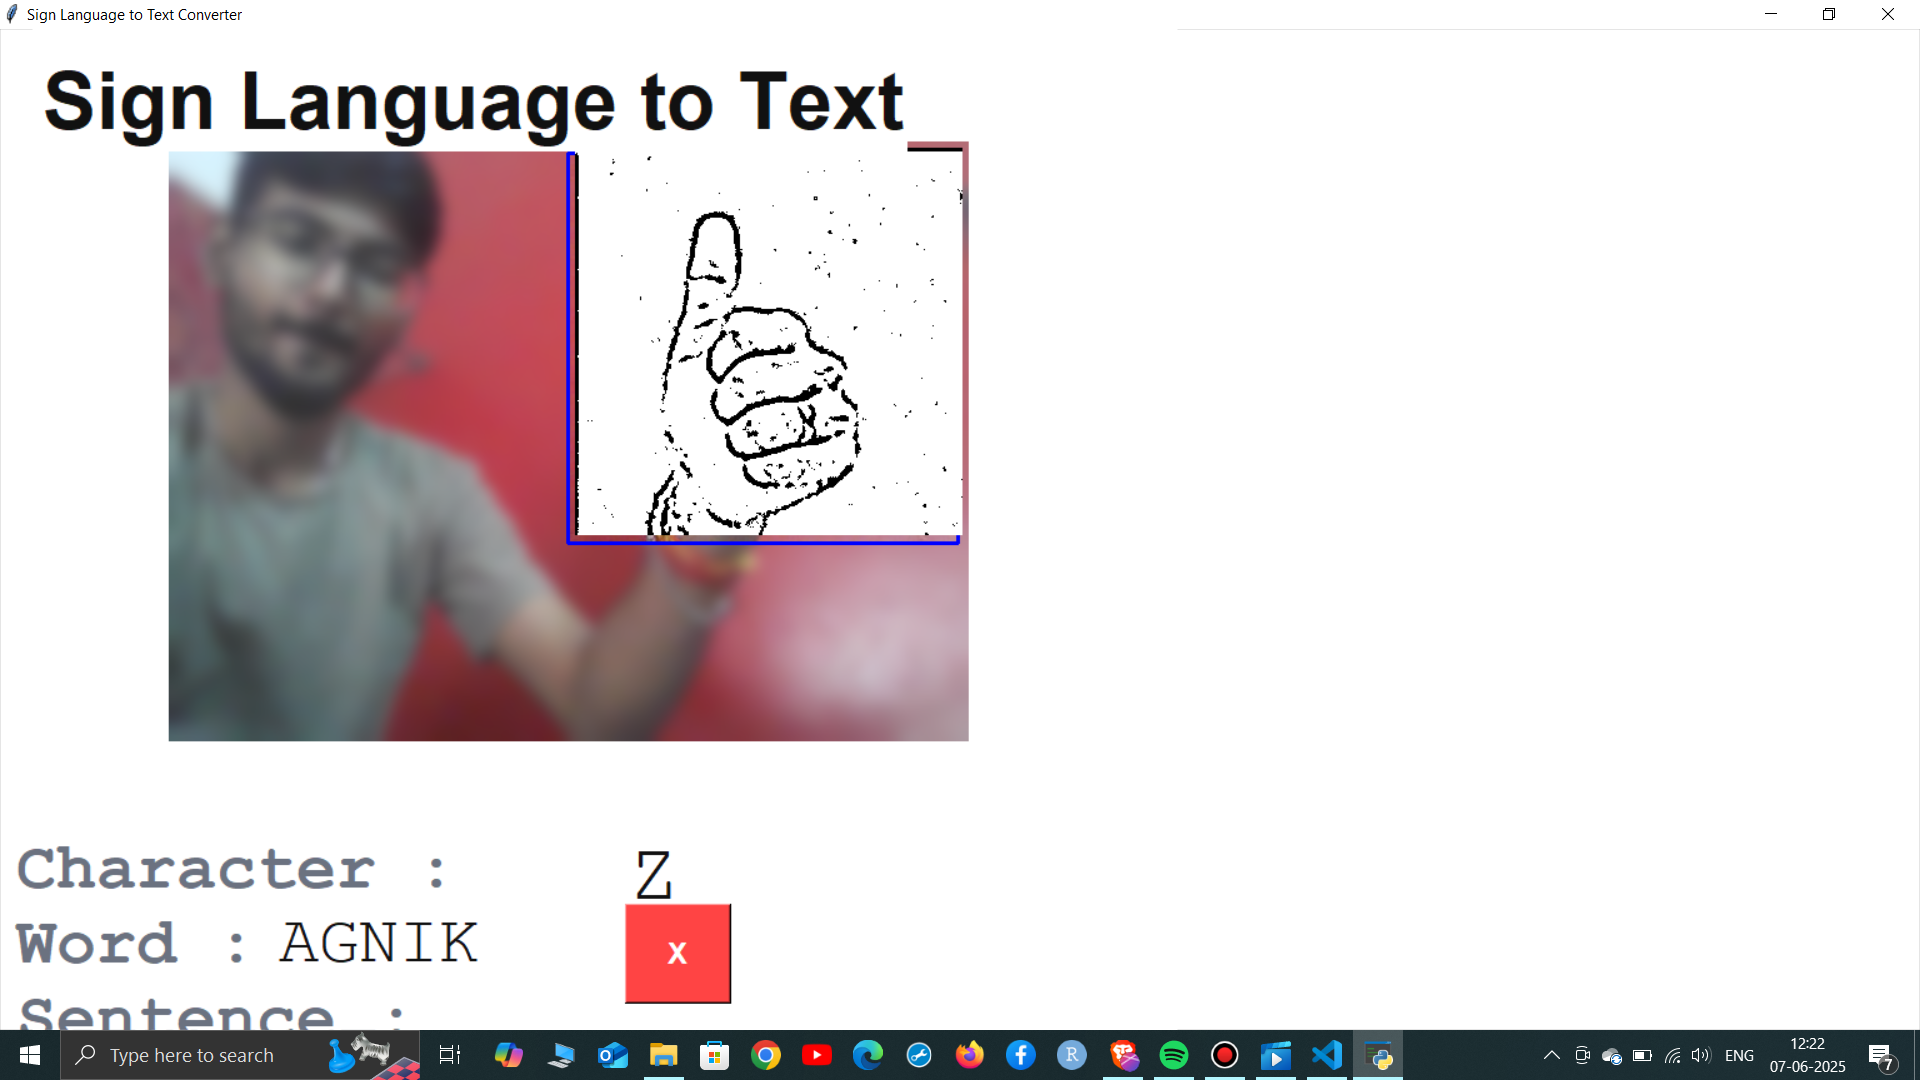 Sign Language to Text Converter
Sign Language to Text
Character : Z
Word : AGNIK
X
Sentence :
Type here to search
R
ENG
12:22
07-06-2025
7